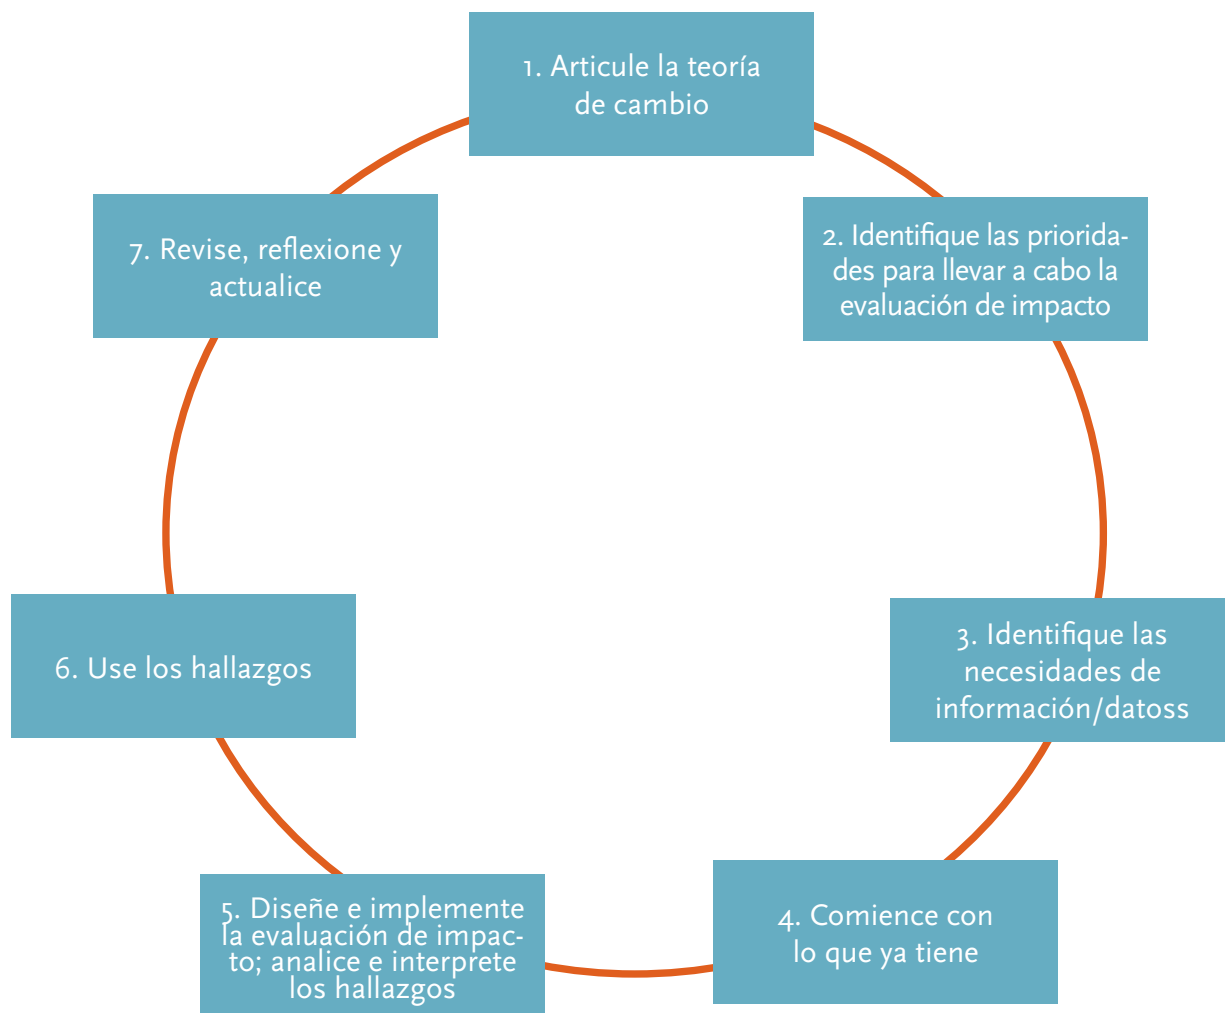 1. Articule la teoría
de cambio
2. Identifique las priorida-
des para llevar a cabo la
evaluación de impacto
3. Identifique las
necesidades de
información/datoss
4. Comience con
lo que ya tiene
5. Diseñe e implemente
la evaluación de impac-
to; analice e interprete
los hallazgos
6. Use los hallazgos
7. Revise, reflexione y
actualice